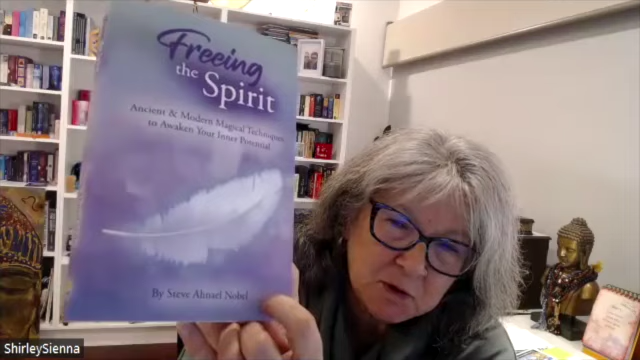 Freeing
the Spirit
Ancient & Modern Magical Techniques
to Awaken Your Inner Potential
By Steve Ahnael Nobel
ShirleySienna